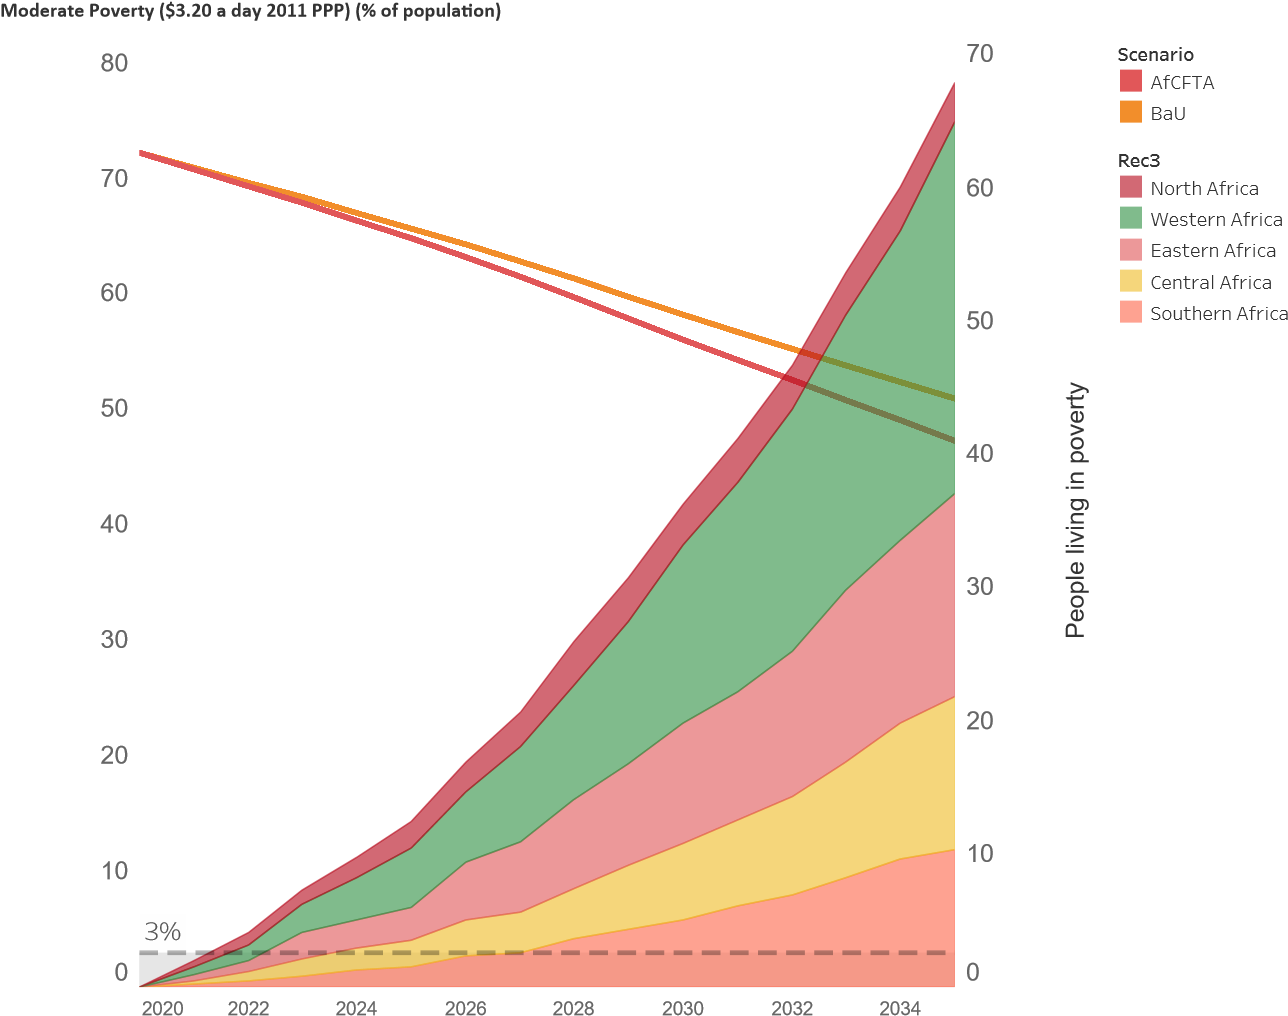 Moderate Poverty ($3.20 a day 2011 PPP) (% of population)
80
70
60
50
40
30
20
10
0
3%
2020 2022 2024 2026 2028 2030 2032 2034
70
60
50
40
30
20
10
0
People living in poverty
Scenario
AfCFTA
BaU
Rec3
North Africa
Western Africa
Eastern Africa
Central Africa
Southern Africa